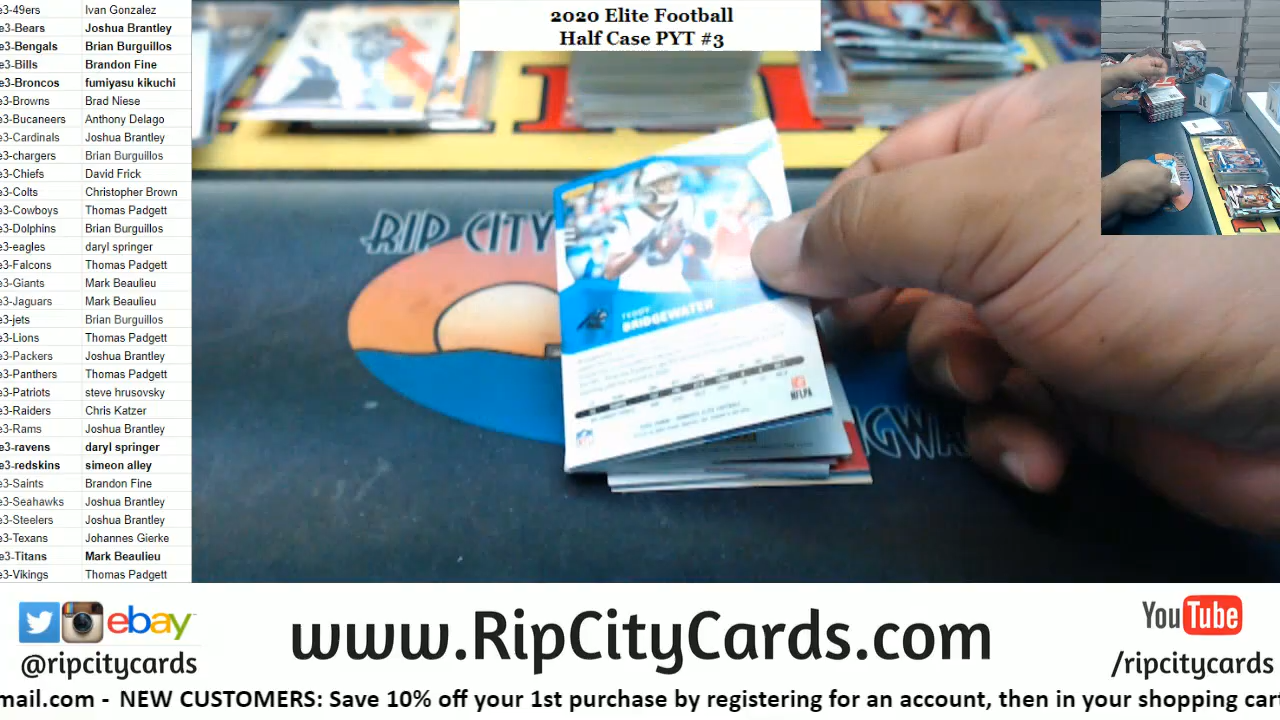 e3-49ers Ivan Gonzalez
e3-Bears Joshua Brantley
e3-Bengals Brian Burguillos
e3-Bills Brandon Fine
e3-Broncos fumiyasu kikuchi
e3-Browns Brad Niese
e3-Bucaneers Anthony Delago
e3-Cardinals Joshua Brantley
e3-chargers Brian Burguillos
e3-Chiefs David Frick
e3-Colts Christopher Brown
e3-Cowboys Thomas Padgett
e3-Dolphins Brian Burguillos
e3-eagles daryl springer
e3-Falcons Thomas Padgett
e3-Giants Mark Beaulieu
e3-Jaguars Mark Beaulieu
e3-jets Brian Burguillos
e3-Lions Thomas Padgett
e3-Packers Joshua Brantley
e3-Panthers Thomas Padgett
e3-Patriots steve hrusovsky
e3-Raiders Chris Katzer
e3-Rams Joshua Brantley
e3-ravens daryl springer
e3-redskins simeon alley
e3-Saints Brandon Fine
e3-Seahawks Joshua Brantley
e3-Steelers Joshua Brantley
e3-Texans Johannes Gierke
e3-Titans Mark Beaulieu
e3-Vikings Thomas Padgett
2020 Elite Football
Half Case PYT #3
RIP CITY
TEDDY
BRIDGEWATER
NFLPA
ebay
@ripcitycards
www.RipCityCards.com
YouTube
/ripcitycards
mail.com - NEW CUSTOMERS: Save 10% off your 1st purchase by registering for an account, then in your shopping cart